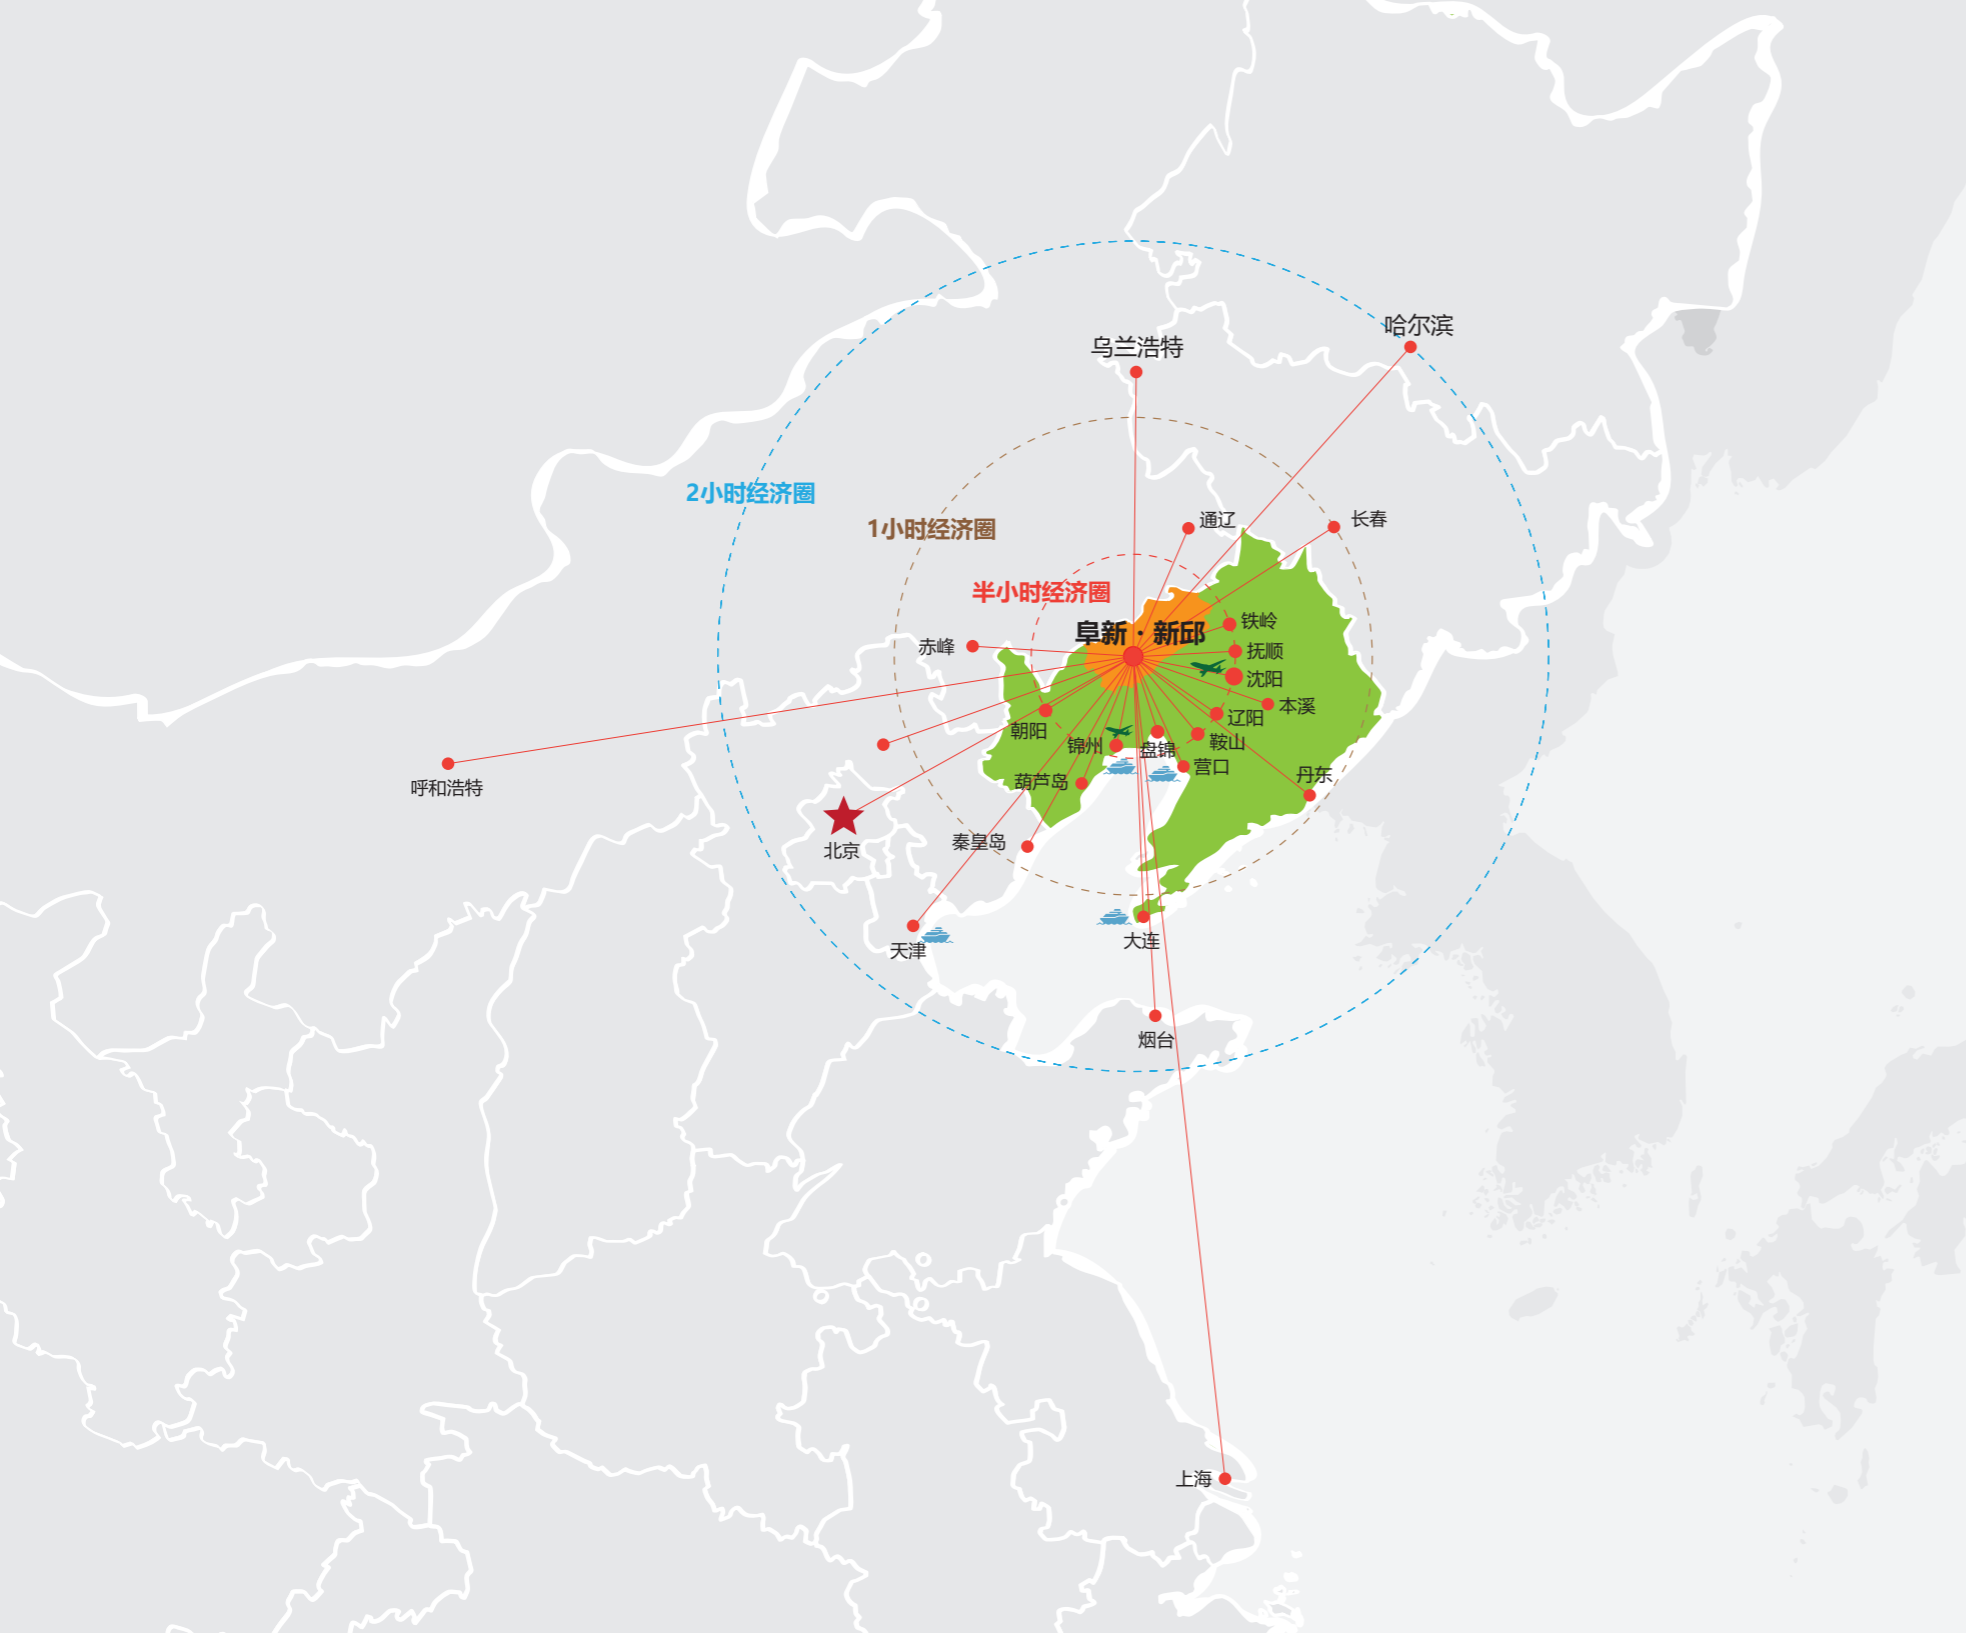 哈尔滨
乌兰浩特
2小时经济圈
通辽
长春
1小时经济圈
半小时经济圈
铁岭
阜新·新邱
赤峰
抚顺
沈阳
本溪
辽阳
朝阳
锦州
盘锦
鞍山
营口
丹东
葫芦岛
呼和浩特
秦皇岛
北京
大连
天津
烟台
上海